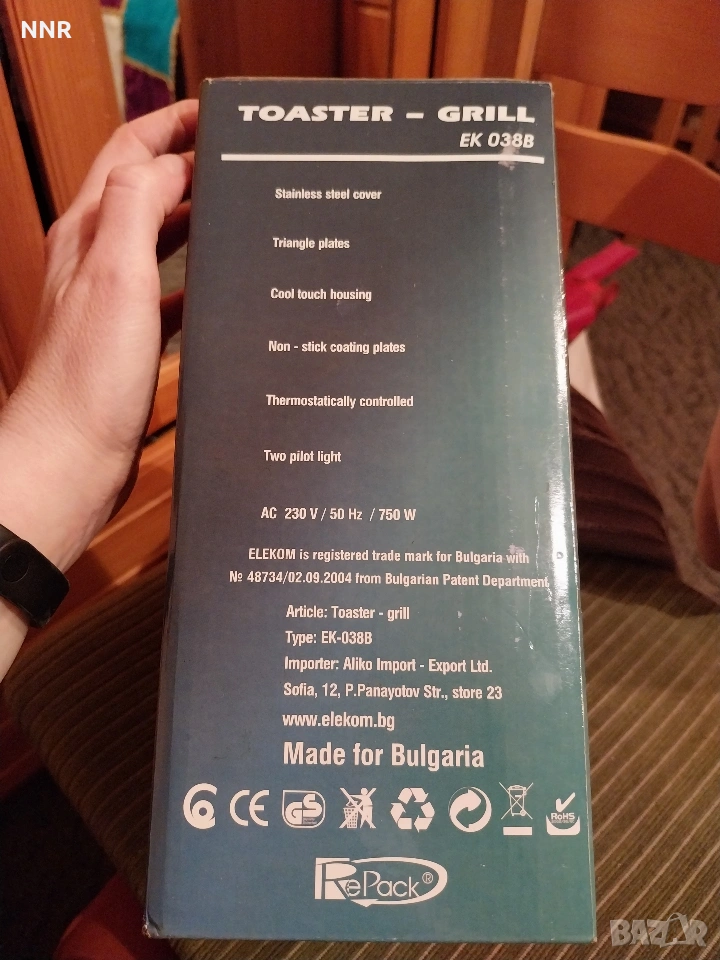 NNR
TOASTER - GRILL
EK 038B
Stainless steel cover
Triangle plates
Cool touch housing
Non - stick coating plates
Thermostatically controlled
Two pilot light
AC 230 V / 50 Hz / 750 W
ELEKOM is registered trade mark for Bulgaria with
№ 48734/02.09.2004 from Bulgarian Patent Department
Article: Toaster - grill
Type: EK-038B
Importer: Aliko Import - Export Ltd.
Sofia, 12, P.Panayotov Str., store 23
www.elekom.bg
Made for Bulgaria
CE GS RoHS
RePack®
BAZAR